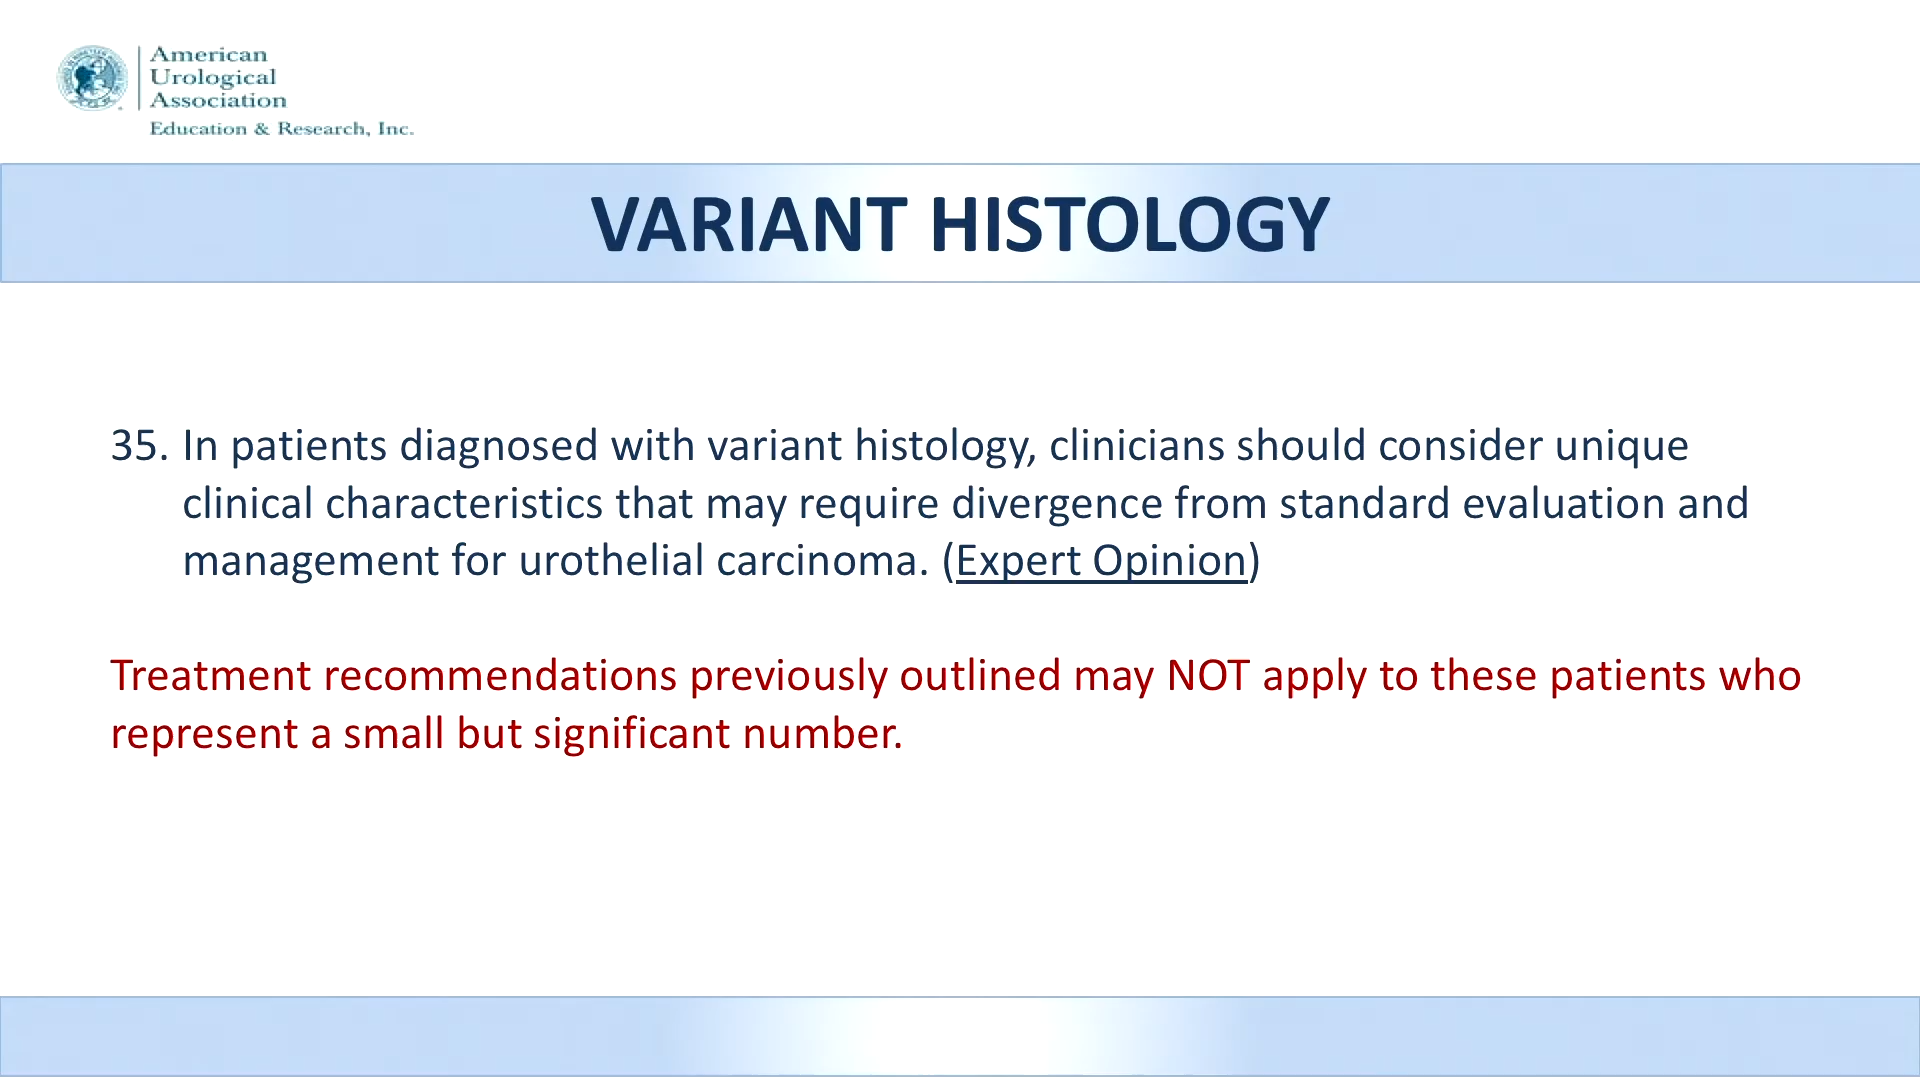 American
Urological
Association
Education & Research, Inc.
VARIANT HISTOLOGY
35. In patients diagnosed with variant histology, clinicians should consider unique
clinical characteristics that may require divergence from standard evaluation and
management for urothelial carcinoma. (Expert Opinion)
Treatment recommendations previously outlined may NOT apply to these patients who
represent a small but significant number.